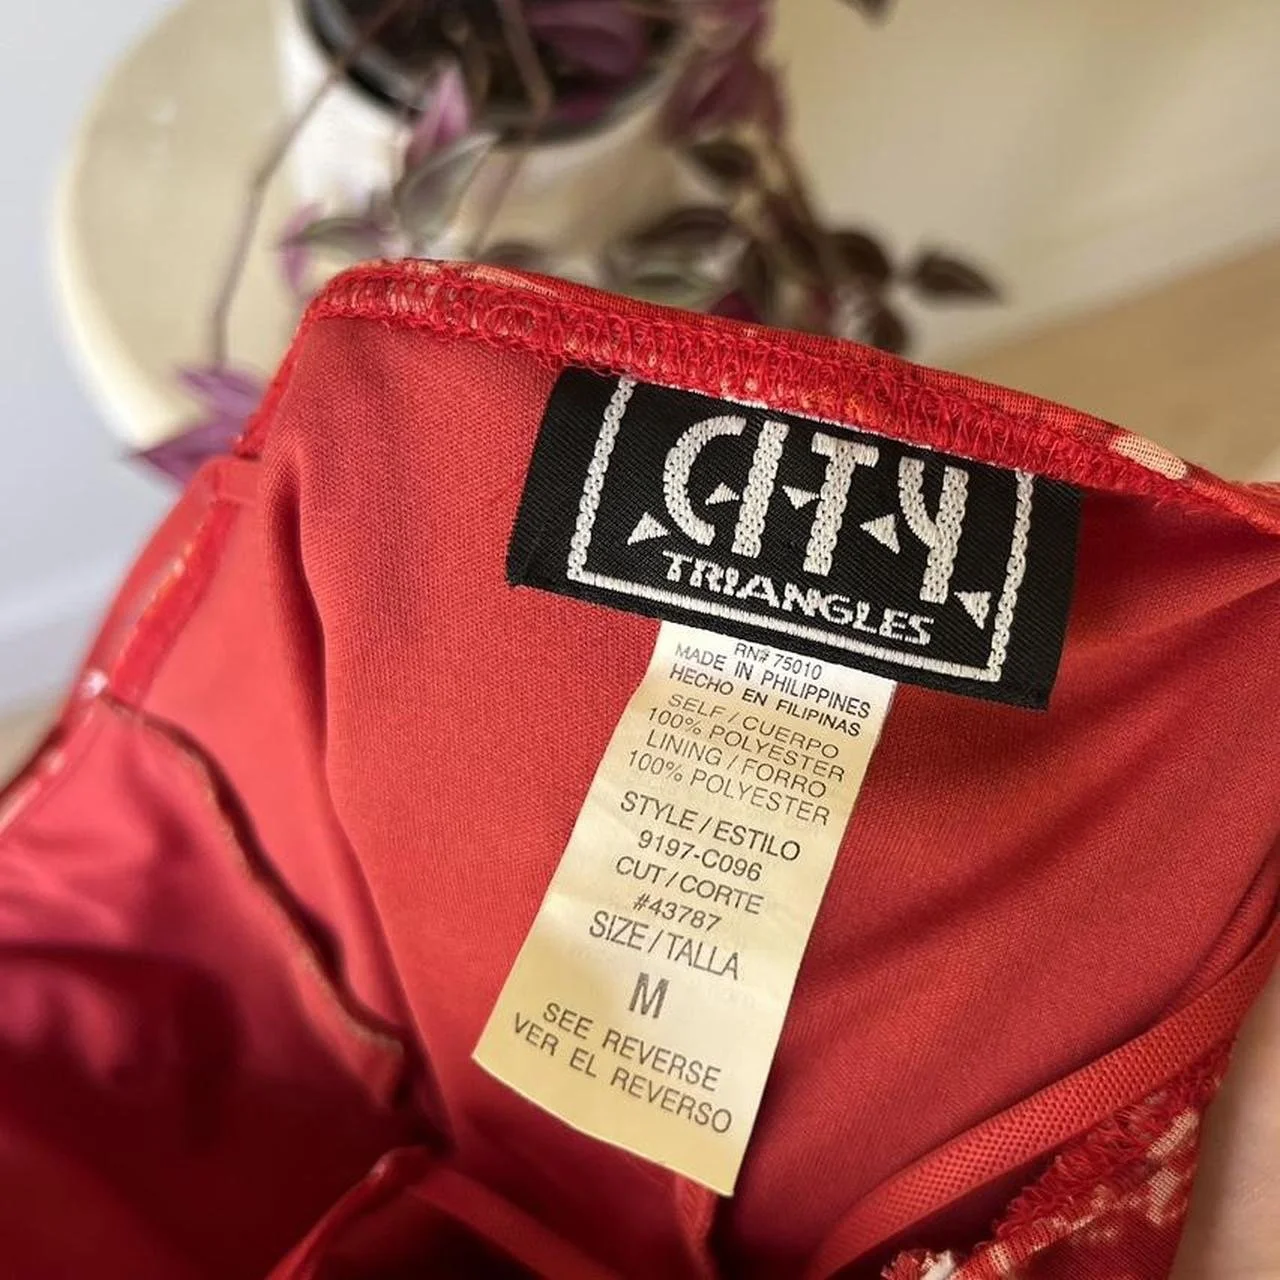 CITY
TRIANGLES
RN# 75010
MADE IN PHILIPPINES
HECHO EN FILIPINAS
SELF / CUERPO
100% POLYESTER
LINING / FORRO
100% POLYESTER
STYLE / ESTILO
9197-C096
CUT / CORTE
#43787
SIZE / TALLA
M
SEE REVERSE
VER EL REVERSO